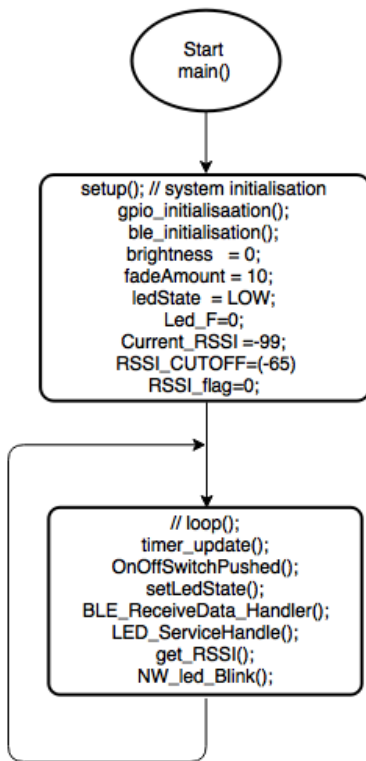 Start
main()
setup(); // system initialisation
gpio_initialisaation();
ble_initialisation();
brightness = 0;
fadeAmount = 10;
ledState = LOW;
Led_F=0;
Current_RSSI =-99;
RSSI_CUTOFF=(-65)
RSSI_flag=0;
// loop();
timer_update();
OnOffSwitchPushed();
setLedState();
BLE_ReceiveData_Handler();
LED_ServiceHandle();
get_RSSI();
NW_led_Blink();